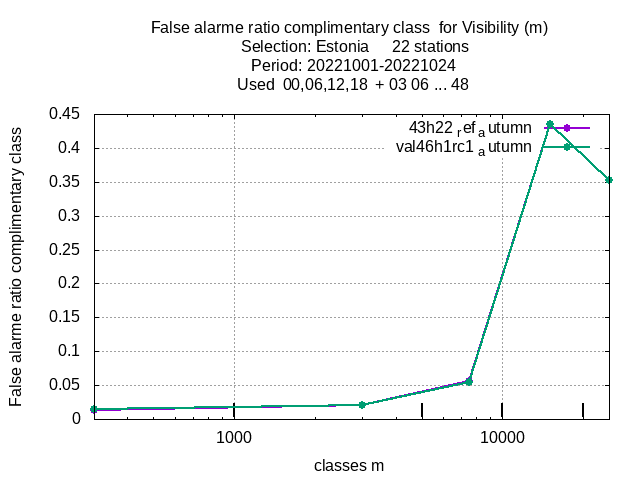 False alarme ratio complimentary class  for Visibility (m)
Selection: Estonia     22 stations
Period: 20221001-20221024
Used  00,06,12,18  + 03 06 ... 48
False alarme ratio complimentary class
0.45
0.4
0.35
0.3
0.25
0.2
0.15
0.1
0.05
0
43h22 ref a utumn
val46h1rc1 a utumn
1000
10000
classes m